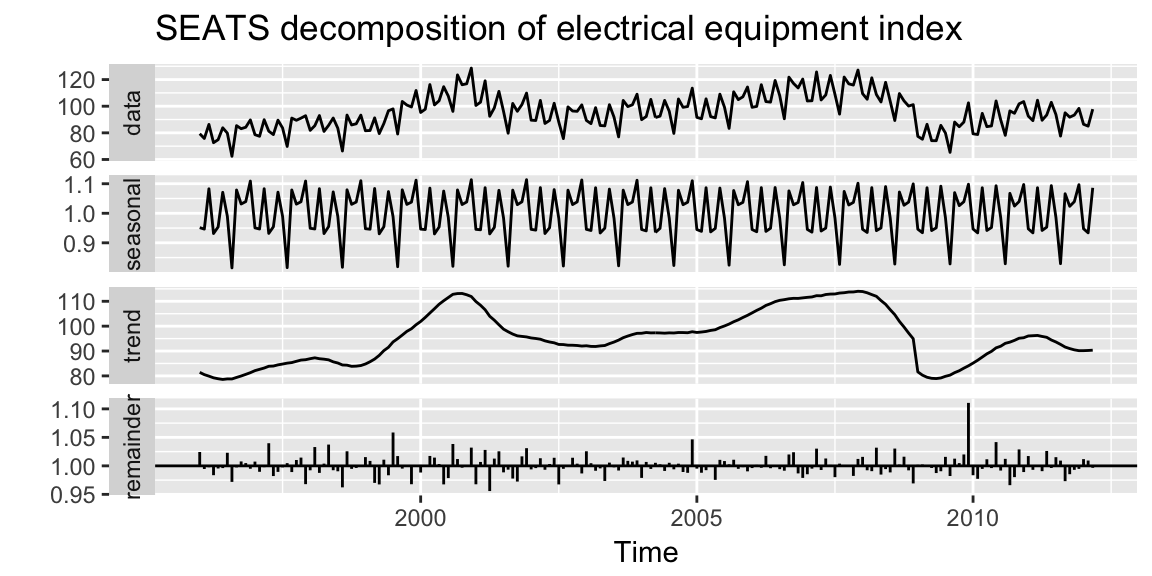 SEATS decomposition of electrical equipment index
120
100
80
60
data
1.1
1.0
0.9
seasonal
110
100
90
80
trend
1.10
1.05
1.00
0.95
remainder
2000 2005 2010
Time